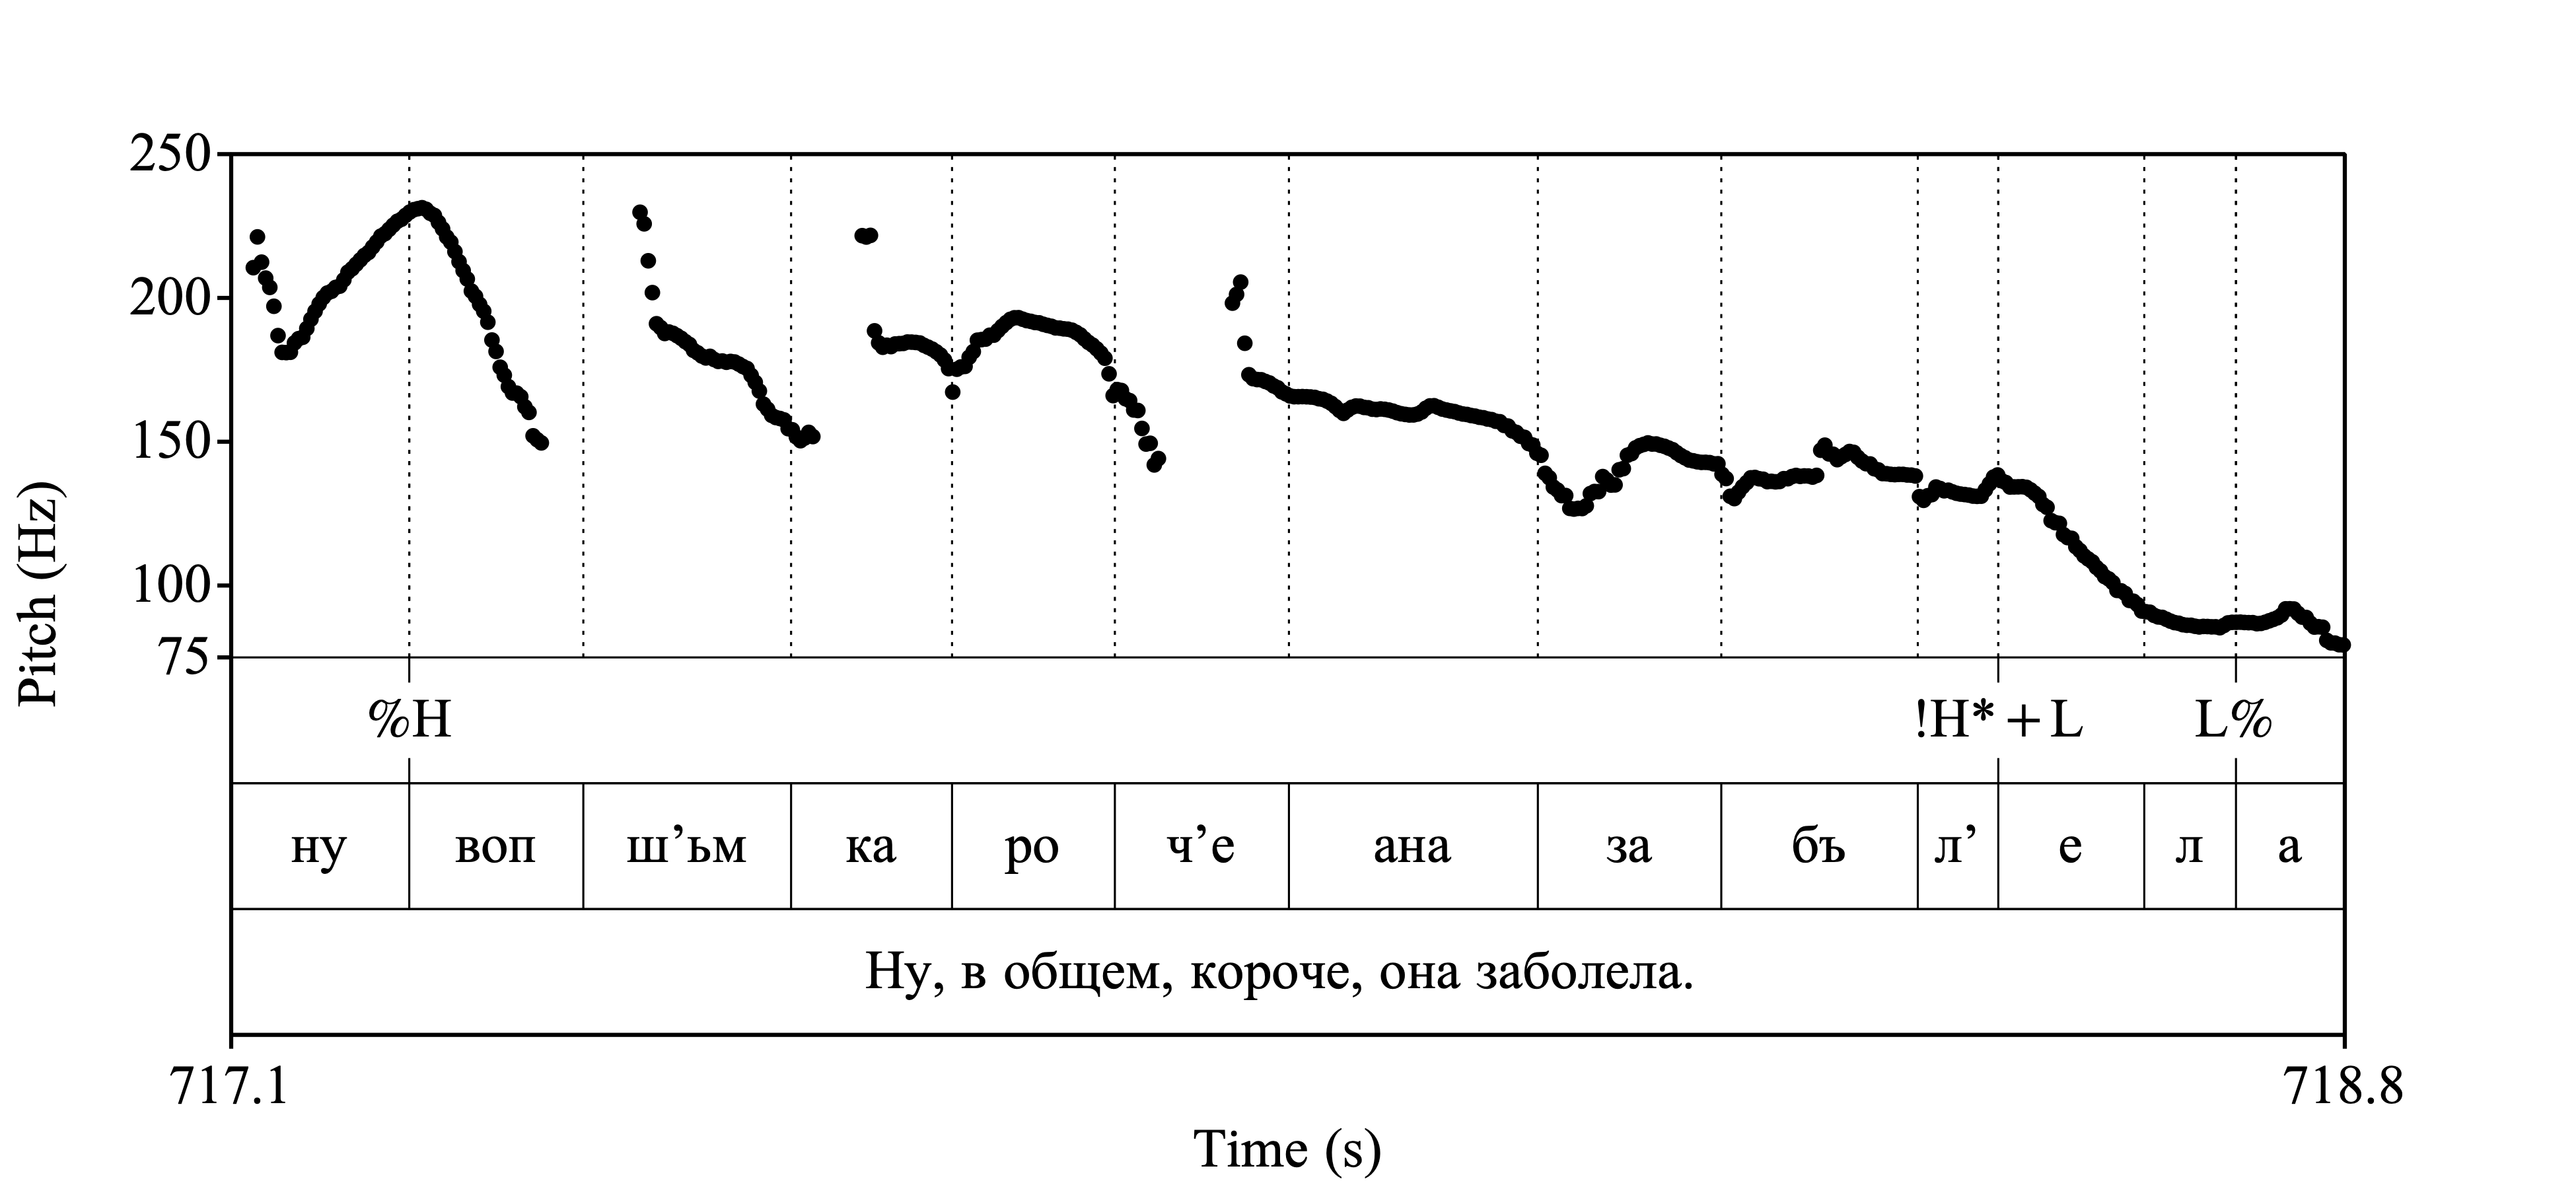 250
200
150
100
75
Pitch (Hz)
%H !H* + L L%
ну воп ш’ьм ка ро ч’е ана за бъ л’ е л а
Ну, в общем, короче, она заболела.
717.1 718.8
Time (s)